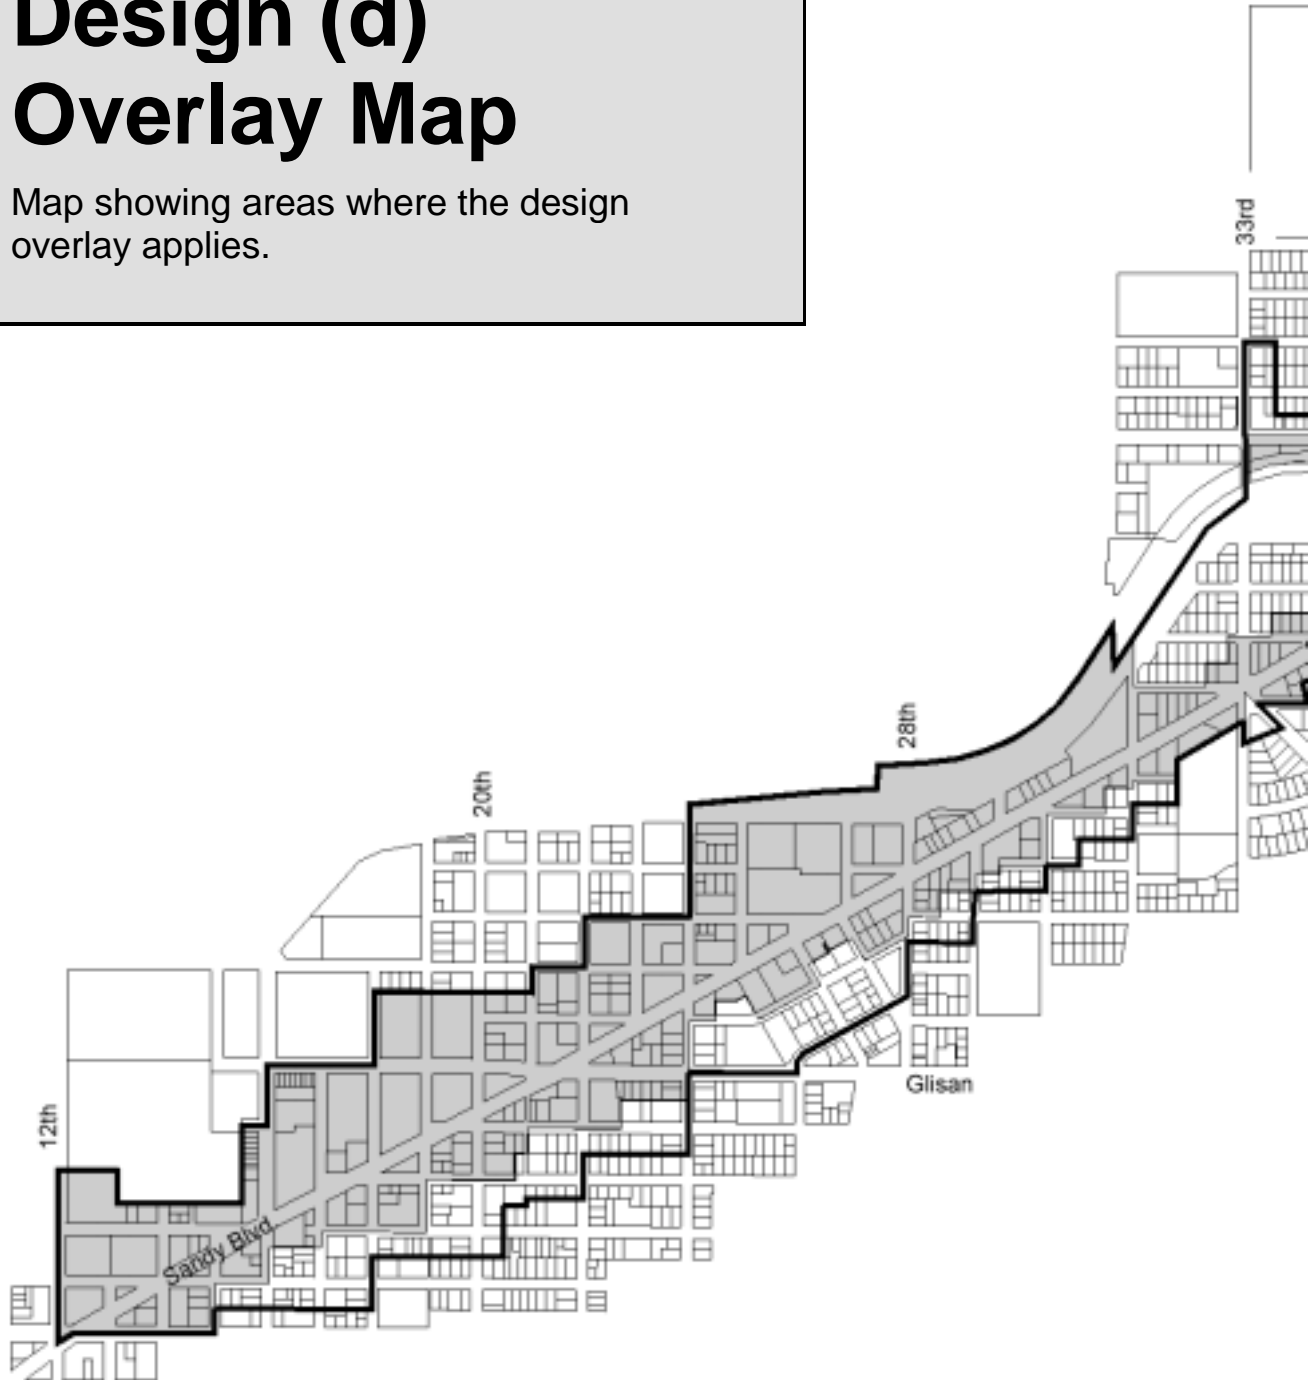 Design (d)
Overlay Map
Map showing areas where the design
overlay applies.
33rd
28th
20th
Glisan
12th
Sandy Blvd